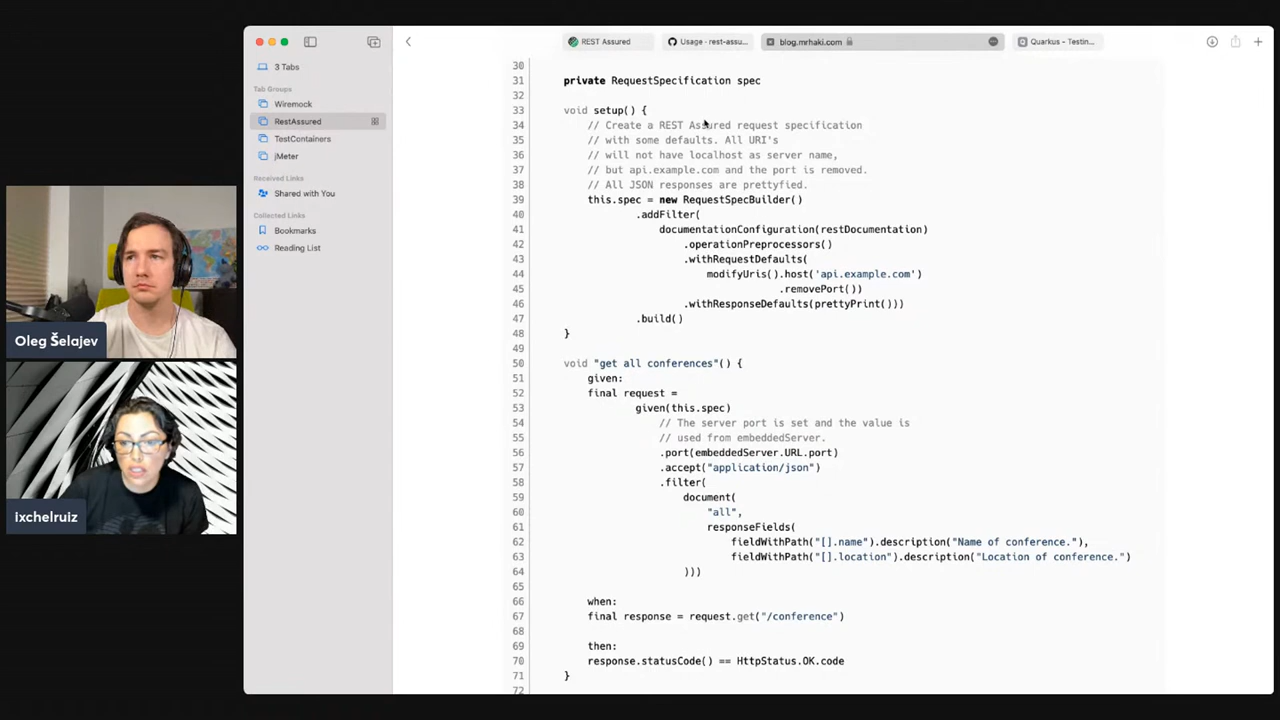 REST Assured
Usage · rest-assu...
blog.mrhaki.com
Quarkus - Testin...
3 Tabs
Tab Groups
Wiremock
RestAssured
TestContainers
jMeter
Received Links
Shared with You
Collected Links
Bookmarks
Reading List
Oleg Šelajev
ixchelruiz
30
31 private RequestSpecification spec
32
33 void setup() {
34 // Create a REST Assured request specification
35 // with some defaults. All URI's
36 // will not have localhost as server name,
37 // but api.example.com and the port is removed.
38 // All JSON responses are prettyfied.
39 this.spec = new RequestSpecBuilder()
40 .addFilter(
41 documentationConfiguration(restDocumentation)
42 .operationPreprocessors()
43 .withRequestDefaults(
44 modifyUris().host('api.example.com')
45 .removePort())
46 .withResponseDefaults(prettyPrint()))
47 .build()
48 }
49
50 void "get all conferences"() {
51 given:
52 final request =
53 given(this.spec)
54 // The server port is set and the value is
55 // used from embeddedServer.
56 .port(embeddedServer.URL.port)
57 .accept("application/json")
58 .filter(
59 document(
60 "all",
61 responseFields(
62 fieldWithPath("[].name").description("Name of conference."),
63 fieldWithPath("[].location").description("Location of conference.")
64 )))
65
66 when:
67 final response = request.get("/conference")
68
69 then:
70 response.statusCode() == HttpStatus.OK.code
71 }
72